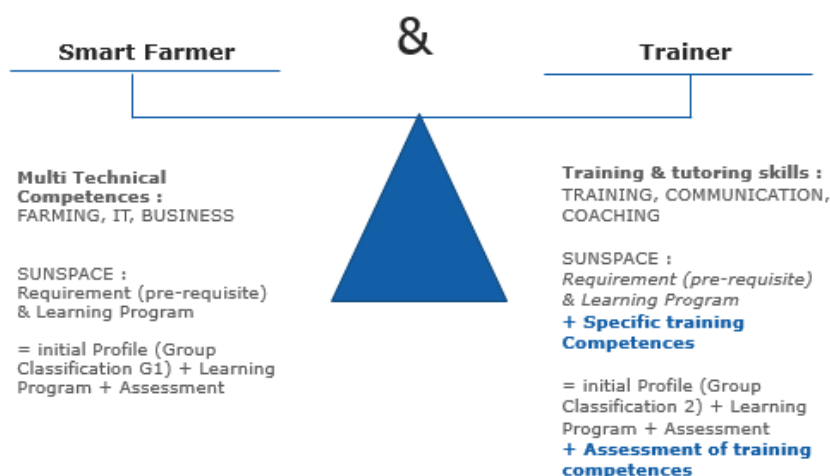 &
Smart Farmer
Trainer
Multi Technical
Competences :
FARMING, IT, BUSINESS
SUNSPACE :
Requirement (pre-requisite)
& Learning Program
= initial Profile (Group
Classification G1) + Learning
Program + Assessment
Training & tutoring skills :
TRAINING, COMMUNICATION,
COACHING
SUNSPACE :
Requirement (pre-requisite)
& Learning Program
+ Specific training
Competences
= initial Profile (Group
Classification 2) + Learning
Program + Assessment
+ Assessment of training
competences